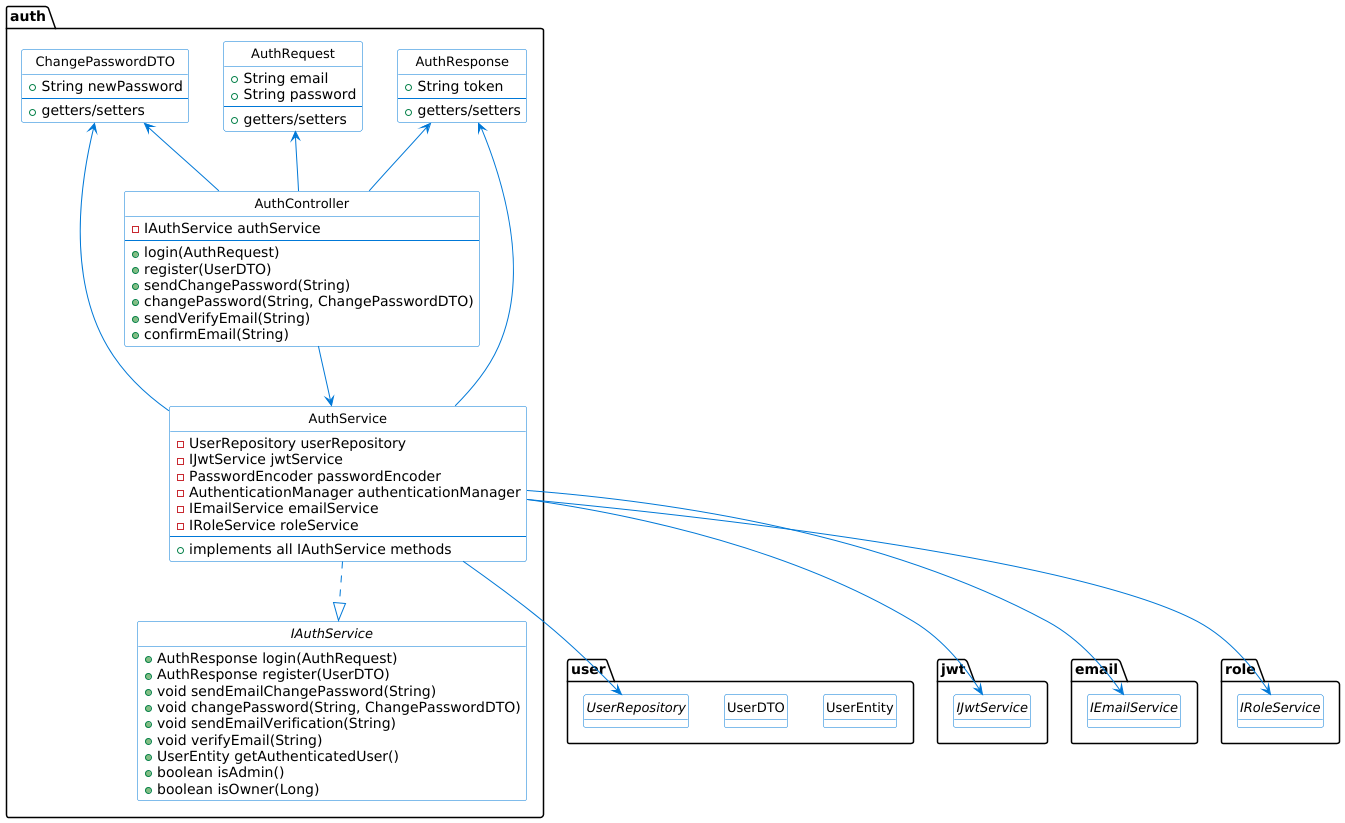 auth
ChangePasswordDTO
String newPassword
getters/setters
AuthRequest
String email
String password
getters/setters
AuthResponse
String token
getters/setters
AuthController
IAuthService authService
login(AuthRequest)
register(UserDTO)
sendChangePassword(String)
changePassword(String, ChangePasswordDTO)
sendVerifyEmail(String)
confirmEmail(String)
AuthService
UserRepository userRepository
IJwtService jwtService
PasswordEncoder passwordEncoder
AuthenticationManager authenticationManager
IEmailService emailService
IRoleService roleService
implements all IAuthService methods
IAuthService
AuthResponse login(AuthRequest)
AuthResponse register(UserDTO)
void sendEmailChangePassword(String)
void changePassword(String, ChangePasswordDTO)
void sendEmailVerification(String)
void verifyEmail(String)
UserEntity getAuthenticatedUser()
boolean isAdmin()
boolean isOwner(Long)
user
UserRepository
UserDTO
UserEntity
jwt
IJwtService
email
IEmailService
role
IRoleService